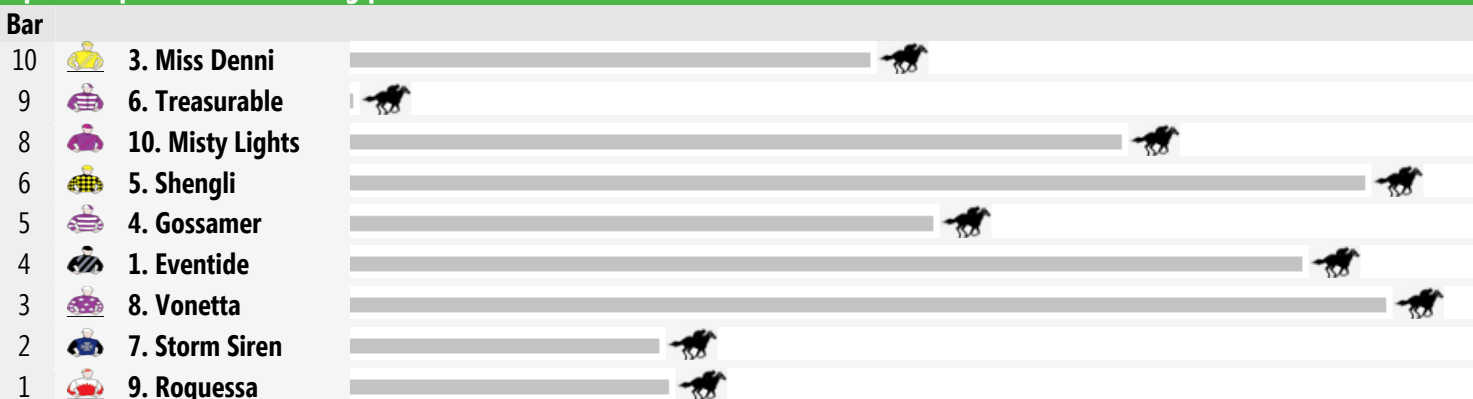 Bar
10 3. Miss Denni
9 6. Treasurable
8 10. Misty Lights
6 5. Shengli
5 4. Gossamer
4 1. Eventide
3 8. Vonetta
2 7. Storm Siren
1 9. Roquessa